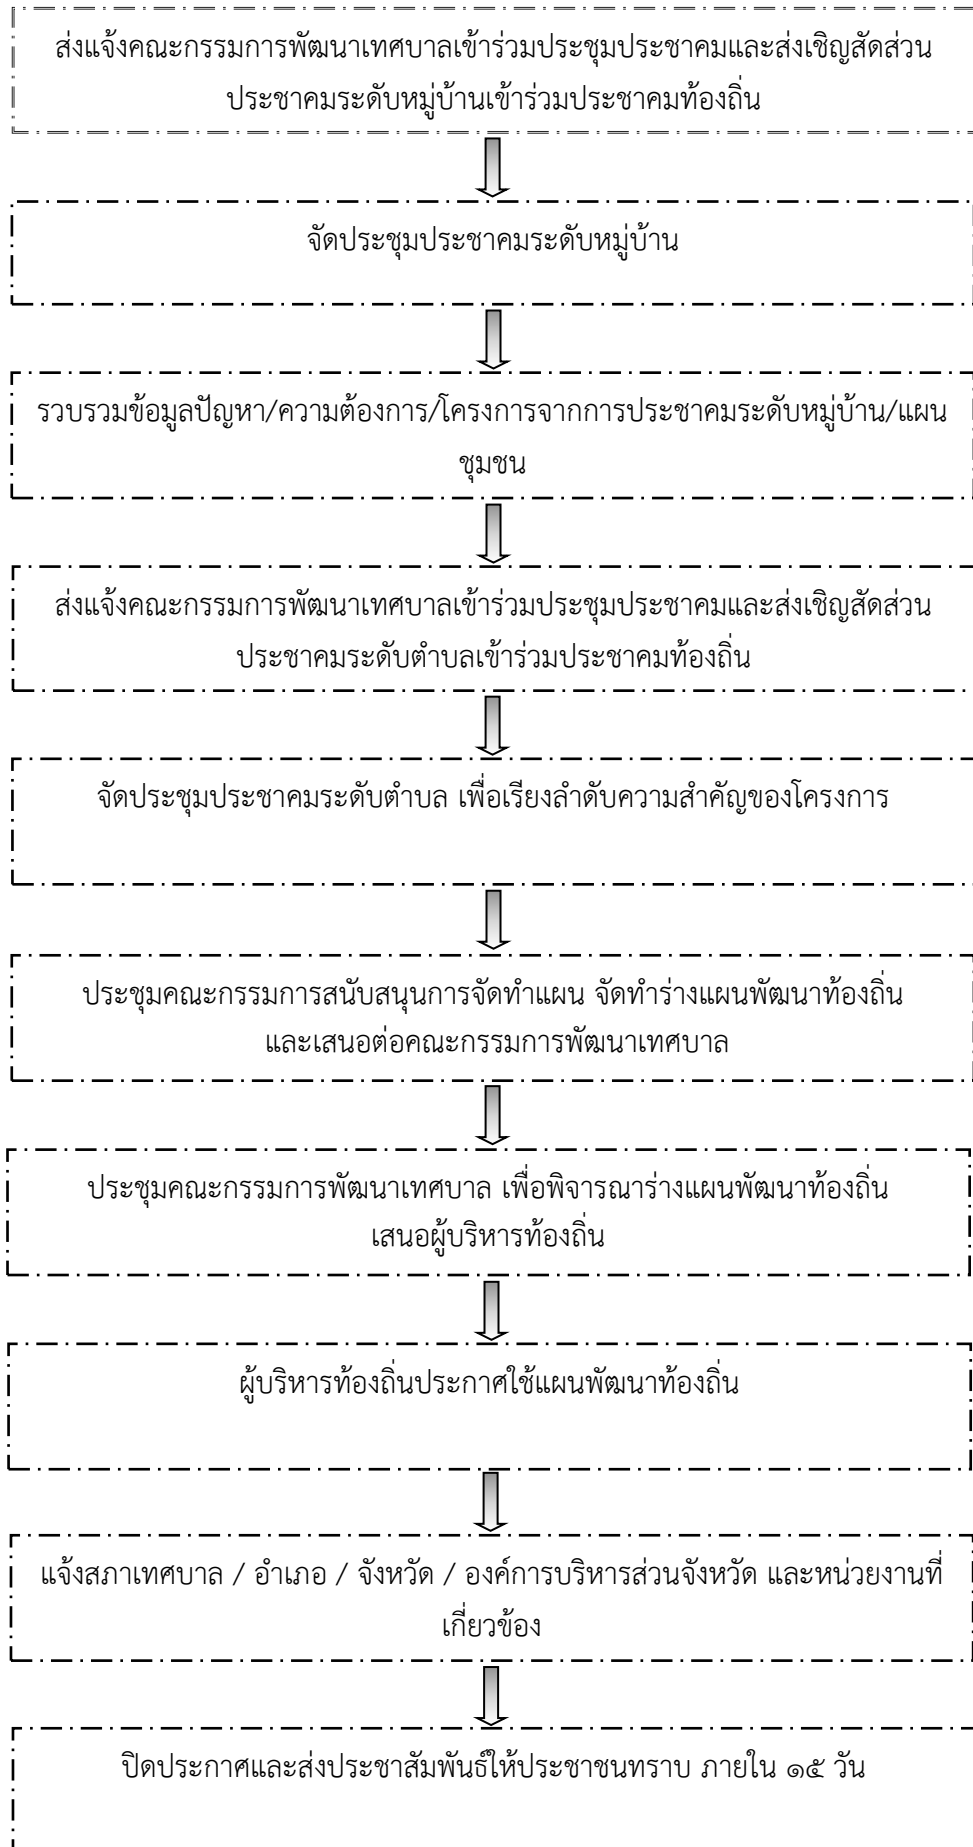 ส่งแจ้งคณะกรรมการพัฒนาเทศบาลเข้าร่วมประชุมประชาคมและส่งเชิญสัดส่วน
ประชาคมระดับหมู่บ้านเข้าร่วมประชาคมท้องถิ่น
จัดประชุมประชาคมระดับหมู่บ้าน
รวบรวมข้อมูลปัญหา/ความต้องการ/โครงการจากการประชาคมระดับหมู่บ้าน/แผน
ชุมชน
ส่งแจ้งคณะกรรมการพัฒนาเทศบาลเข้าร่วมประชุมประชาคมและส่งเชิญสัดส่วน
ประชาคมระดับตำบลเข้าร่วมประชาคมท้องถิ่น
จัดประชุมประชาคมระดับตำบล เพื่อเรียงลำดับความสำคัญของโครงการ
ประชุมคณะกรรมการสนับสนุนการจัดทำแผน จัดทำร่างแผนพัฒนาท้องถิ่น
และเสนอต่อคณะกรรมการพัฒนาเทศบาล
ประชุมคณะกรรมการพัฒนาเทศบาล เพื่อพิจารณาร่างแผนพัฒนาท้องถิ่น
เสนอผู้บริหารท้องถิ่น
ผู้บริหารท้องถิ่นประกาศใช้แผนพัฒนาท้องถิ่น
แจ้งสภาเทศบาล / อำเภอ / จังหวัด / องค์การบริหารส่วนจังหวัด และหน่วยงานที่
เกี่ยวข้อง
ปิดประกาศและส่งประชาสัมพันธ์ให้ประชาชนทราบ ภายใน ๑๕ วัน